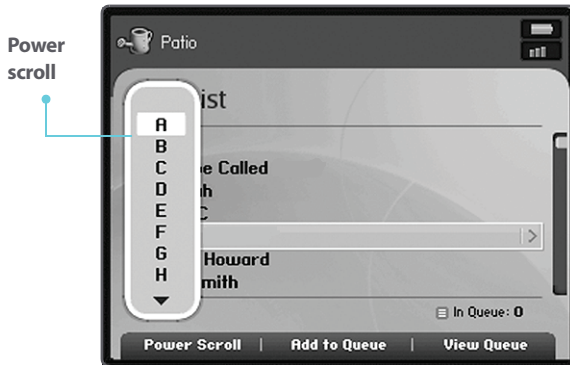 Power
scroll
Patio
ist
A
B
C
D
E
F
G
H
e Called
h
C
Howard
mith
In Queue: 0
Power Scroll | Add to Queue | View Queue